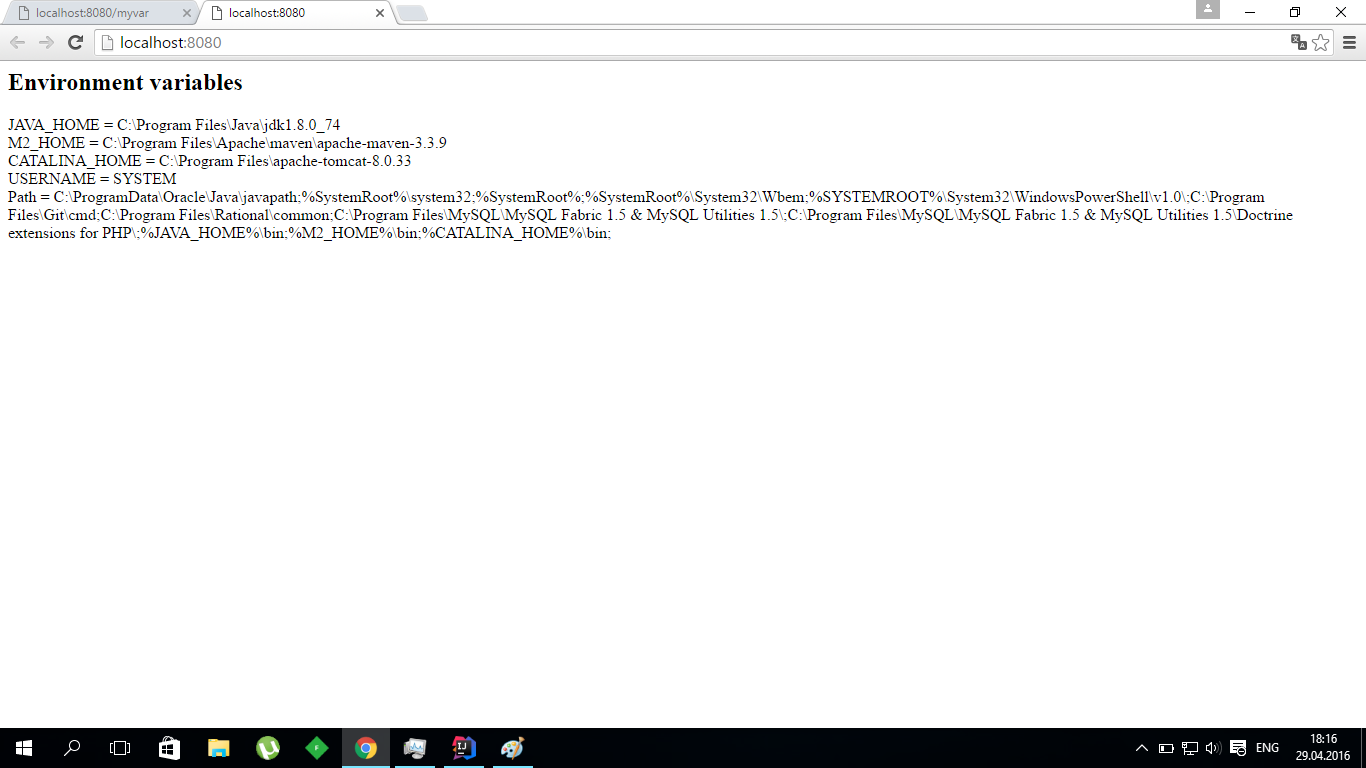 localhost:8080/myvar
localhost:8080
localhost:8080
Environment variables
JAVA_HOME = C:\Program Files\Java\jdk1.8.0_74
M2_HOME = C:\Program Files\Apache\maven\apache-maven-3.3.9
CATALINA_HOME = C:\Program Files\apache-tomcat-8.0.33
USERNAME = SYSTEM
Path = C:\ProgramData\Oracle\Java\javapath;%SystemRoot%\system32;%SystemRoot%;%SystemRoot%\System32\Wbem;%SYSTEMROOT%\System32\WindowsPowerShell\v1.0\;C:\Program
Files\Git\cmd;C:\Program Files\Rational\common;C:\Program Files\MySQL\MySQL Fabric 1.5 & MySQL Utilities 1.5\;C:\Program Files\MySQL\MySQL Fabric 1.5 & MySQL Utilities 1.5\Doctrine
extensions for PHP\;%JAVA_HOME%\bin;%M2_HOME%\bin;%CATALINA_HOME%\bin;
F
IJ
ENG
18:16
29.04.2016